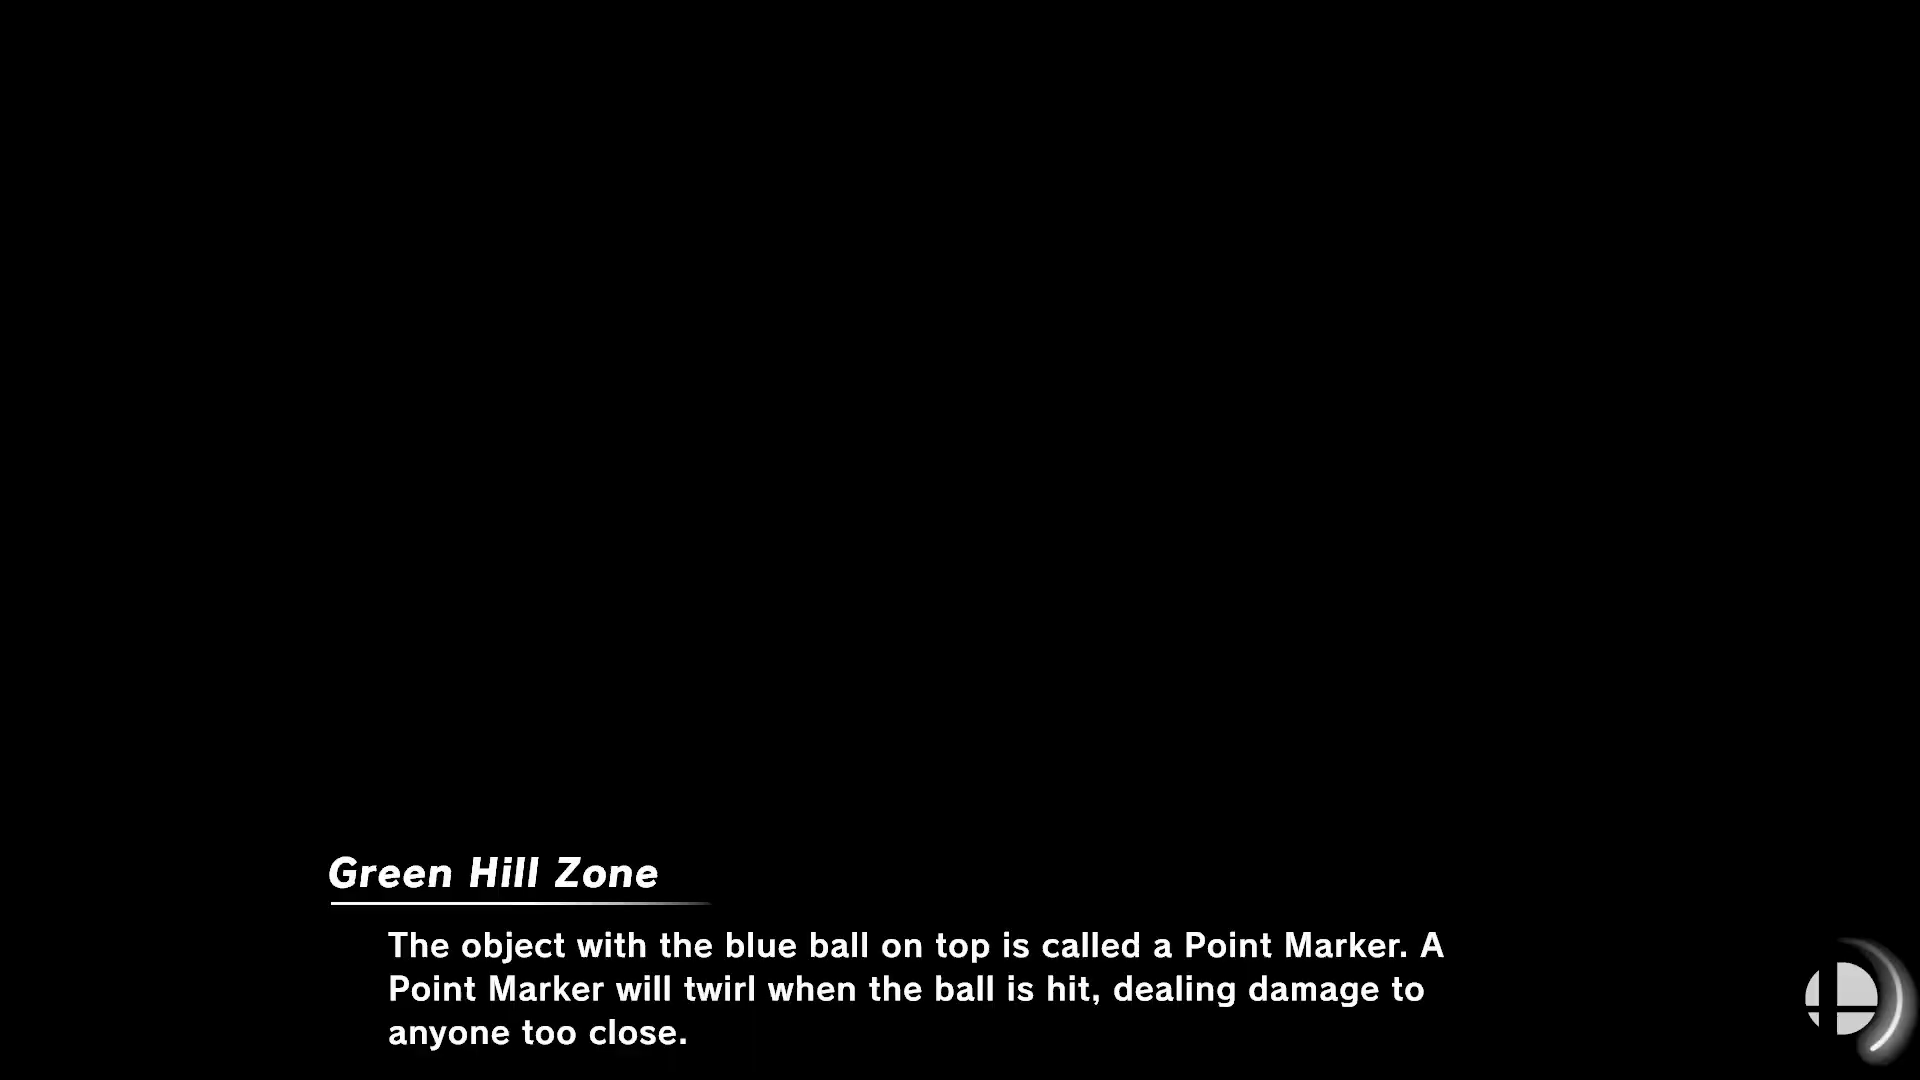 Green Hill Zone
The object with the blue ball on top is called a Point Marker. A
Point Marker will twirl when the ball is hit, dealing damage to
anyone too close.